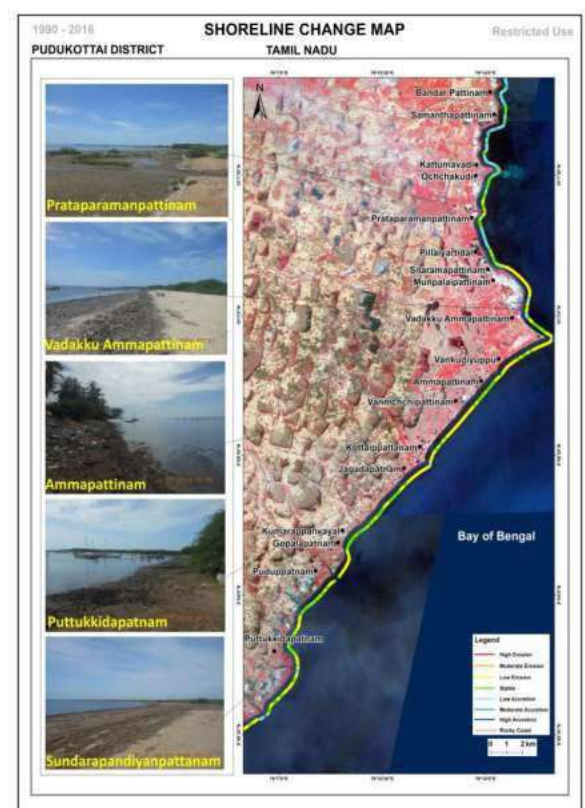 1990 - 2016
SHORELINE CHANGE MAP
Restricted Use
PUDUKOTTAI DISTRICT
TAMIL NADU
N
Prataparamanpattinam
Vadakku Ammapattinam
Ammapattinam
Puttukkidapatnam
Sundarapandiyanpattanam
Bandar Pattinam
Samanthapattinam
Kattumavadi
Ochchakudi
Prataparamanpattinam
Pillaiyartidal
Sitaramapattinam
Munpalaipattinam
Vadakku Ammapattinam
Vankudiyuppu
Ammapattinam
Vannichchipattinam
Kottaippattanam
Jagadapatnam
Kumarappanvayal
Gopalapatnam
Puduppatnam
Puttukkidapatnam
Bay of Bengal
Legend
High Erosion
Moderate Erosion
Low Erosion
Stable
Low Accretion
Moderate Accretion
High Accretion
Rocky Coast
0 1 2 km